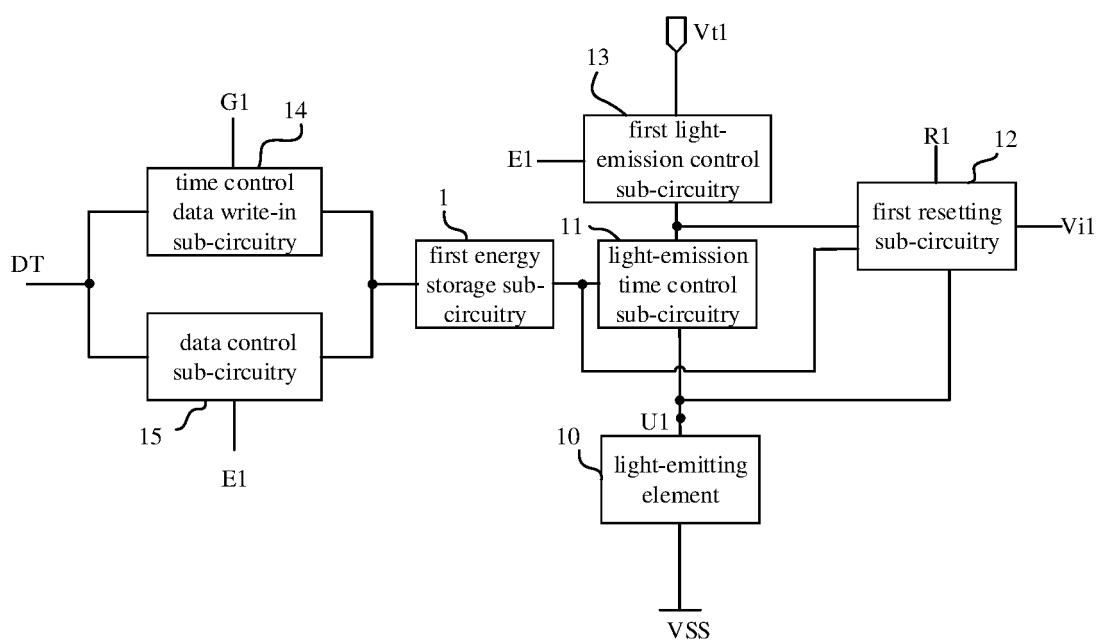 Vt1
13
G1
14
first light-
emission control
sub-circuitry
E1
R1
12
time control
data write-in
sub-circuitry
1
11
first resetting
sub-circuitry
Vi1
DT
first energy
storage sub-
circuitry
light-emission
time control
sub-circuitry
data control
sub-circuitry
15
U1
10
E1
light-emitting
element
VSS